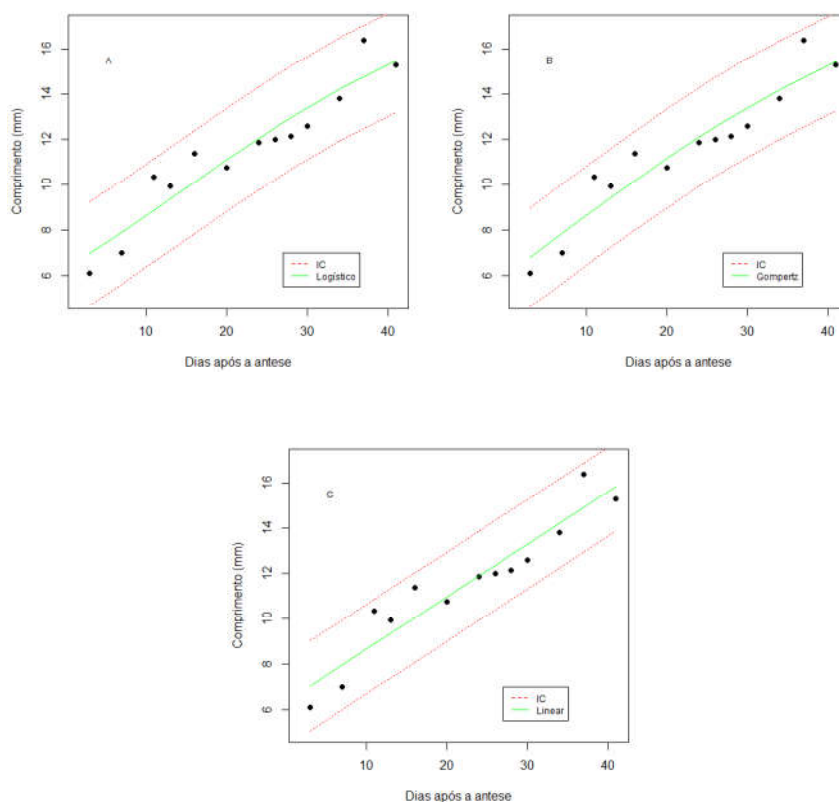 A
Comprimento (mm)
16
14
12
10
8
6
IC
Logístico
10 20 30 40
Dias após a antese
B
Comprimento (mm)
16
14
12
10
8
6
IC
Gompertz
10 20 30 40
Dias após a antese
C
Comprimento (mm)
16
14
12
10
8
6
IC
Linear
10 20 30 40
Dias após a antese